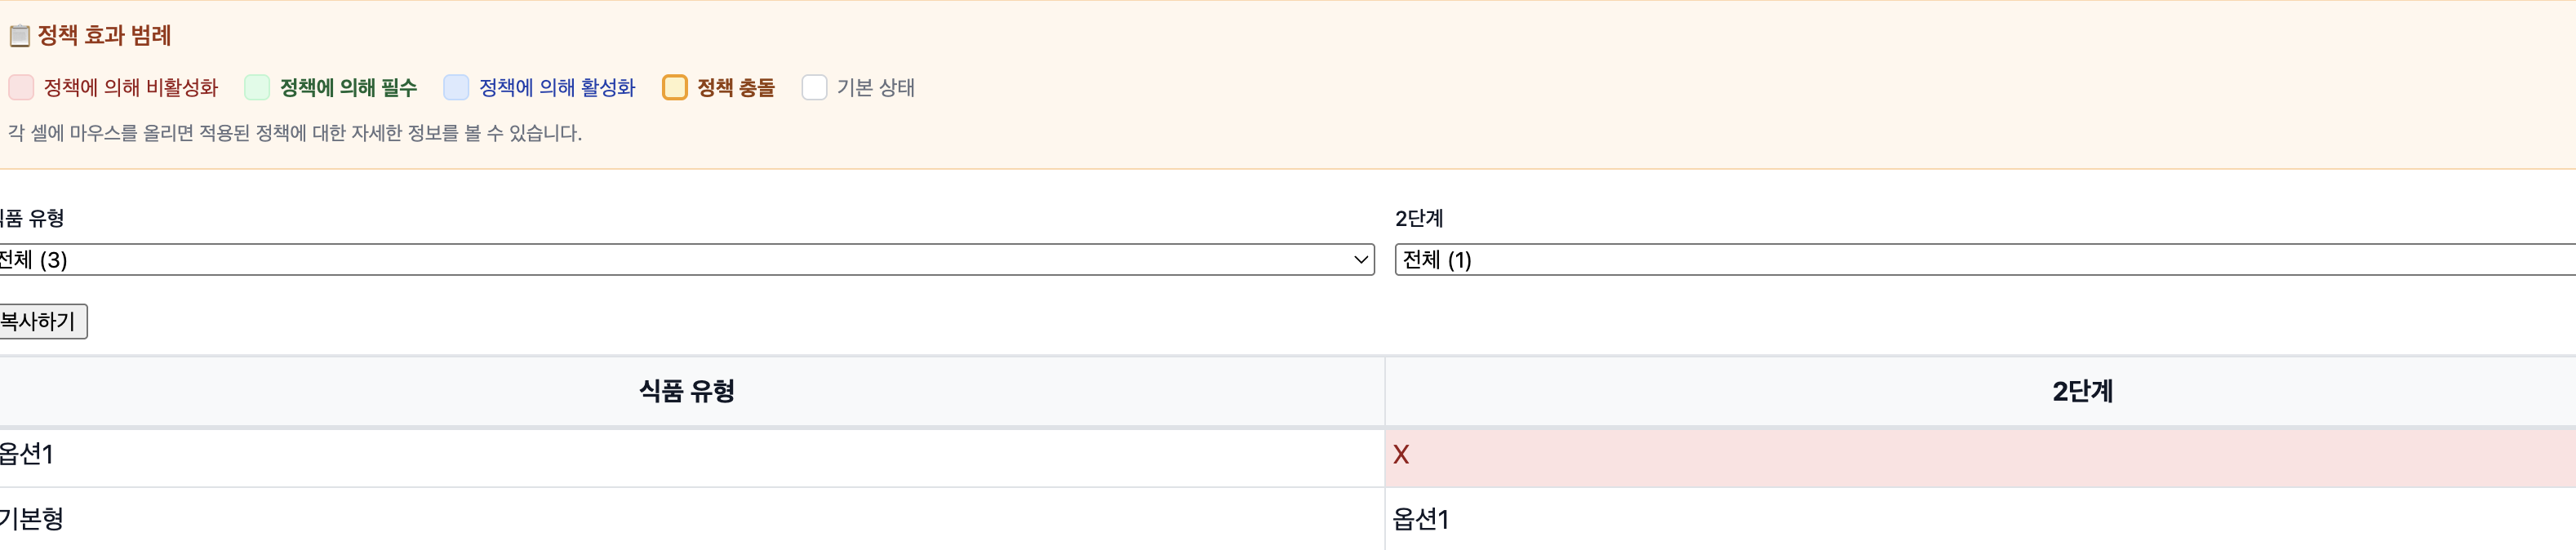 정책 효과 범례
정책에 의해 비활성화 정책에 의해 필수 정책에 의해 활성화 정책 충돌 기본 상태
각 셀에 마우스를 올리면 적용된 정책에 대한 자세한 정보를 볼 수 있습니다.
식품 유형 2단계
전체 (3) 전체 (1)
복사하기
식품 유형 2단계
옵션1 X
기본형 옵션1